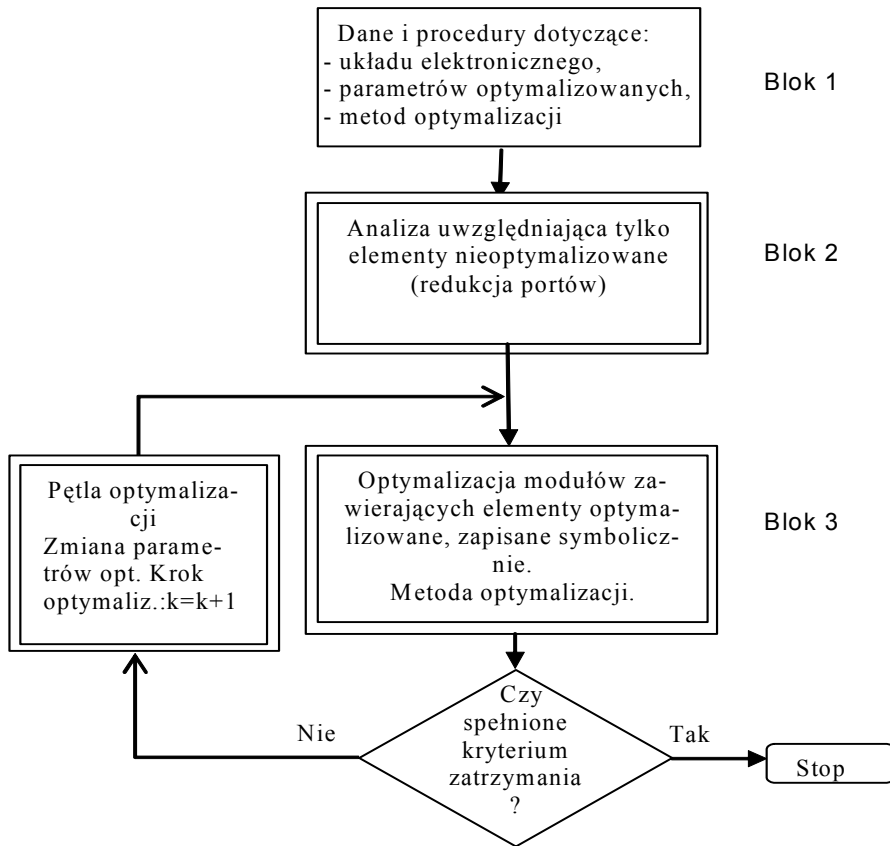 Dane i procedury dotyczące:
- układu elektronicznego,
- parametrów optymalizowanych,
- metod optymalizacji
Blok 1
Analiza uwzględniająca tylko
elementy nieoptymalizowane
(redukcja portów)
Blok 2
Pętla optymaliza-
cji
Zmiana parame-
trów opt. Krok
optymaliz.:k=k+1
Optymalizacja modułów za-
wierających elementy optyma-
lizowane, zapisane symbolicz-
nie.
Metoda optymalizacji.
Blok 3
Czy
spełnione
kryterium
zatrzymania
?
Nie
Tak
Stop